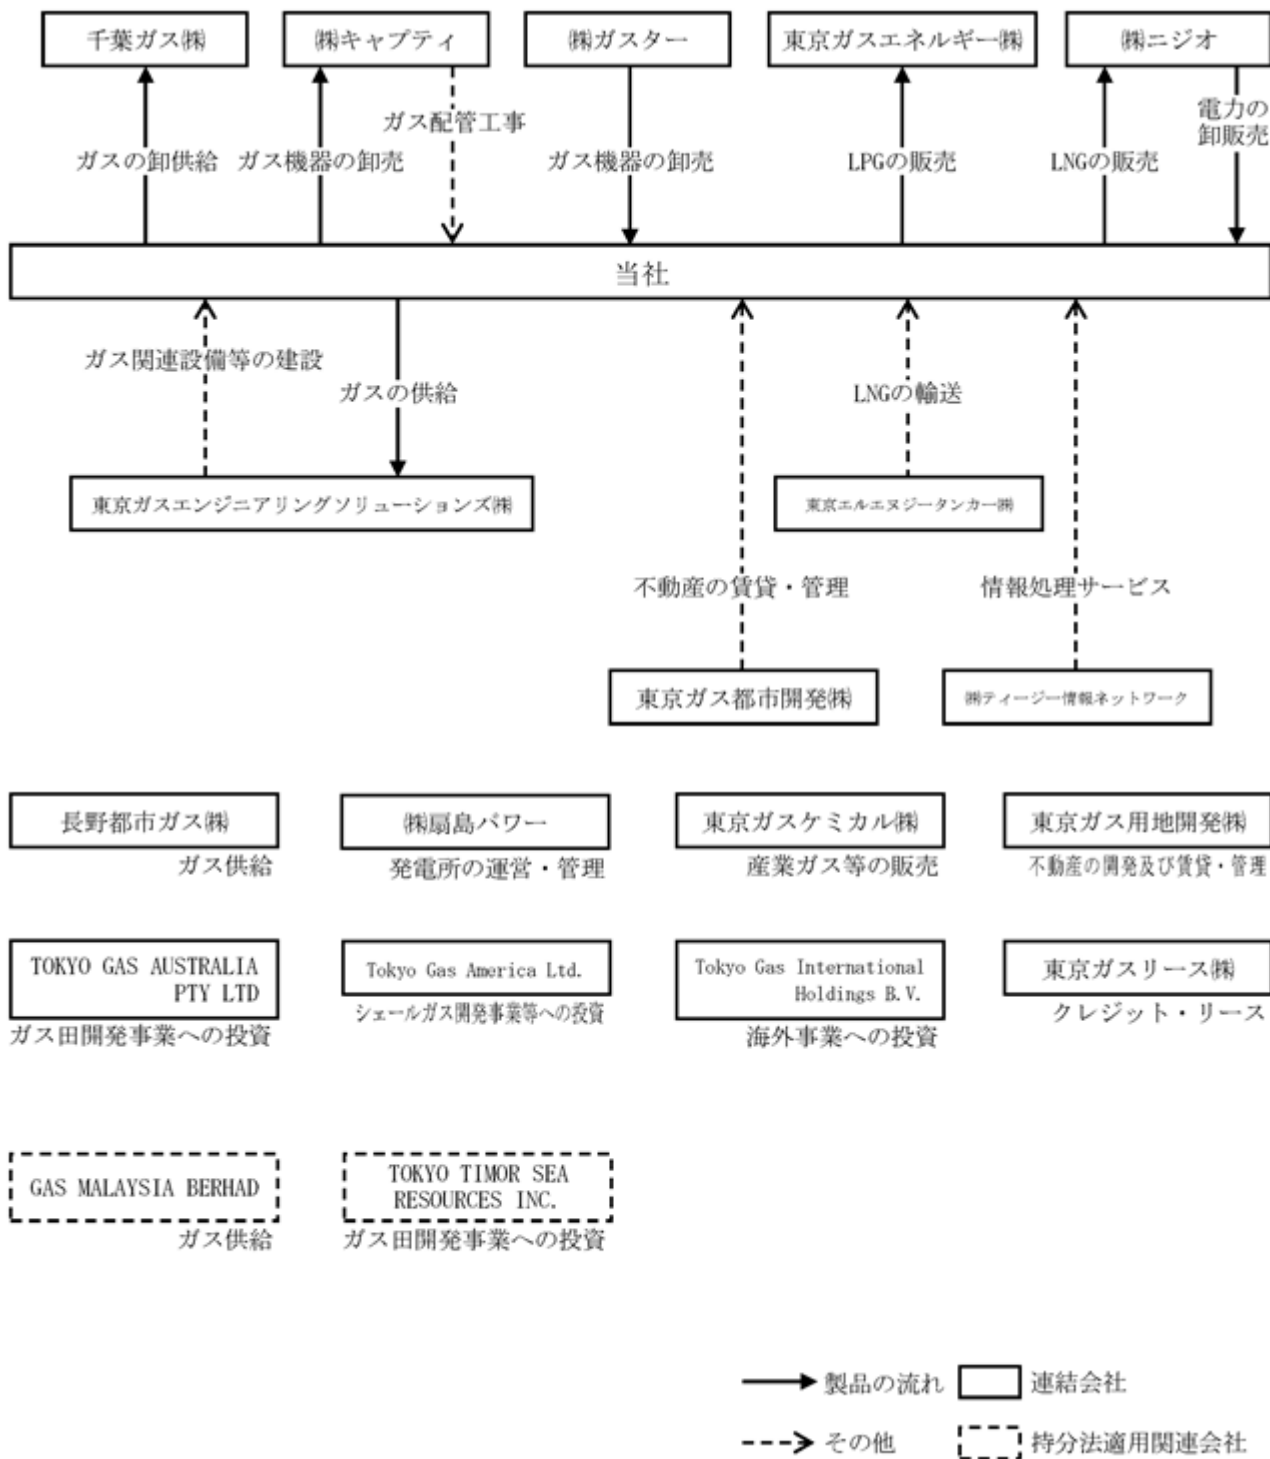 千葉ガス㈱
㈱キャプティ
㈱ガスター
東京ガスエネルギー㈱
㈱ニジオ
ガスの卸供給
ガス機器の卸売
ガス配管工事
ガス機器の卸売
LPGの販売
LNGの販売
電力の
卸販売
当社
ガス関連設備等の建設
ガスの供給
LNGの輸送
東京ガスエンジニアリングソリューションズ㈱
東京エルエヌジータンカー㈱
不動産の賃貸・管理
情報処理サービス
東京ガス都市開発㈱
㈱ティージー情報ネットワーク
長野都市ガス㈱
ガス供給
㈱扇島パワー
発電所の運営・管理
東京ガスケミカル㈱
産業ガス等の販売
東京ガス用地開発㈱
不動産の開発及び賃貸・管理
TOKYO GAS AUSTRALIA
PTY LTD
ガス田開発事業への投資
Tokyo Gas America Ltd.
シェールガス開発事業等への投資
Tokyo Gas International
Holdings B.V.
海外事業への投資
東京ガスリース㈱
クレジット・リース
GAS MALAYSIA BERHAD
ガス供給
TOKYO TIMOR SEA
RESOURCES INC.
ガス田開発事業への投資
製品の流れ
連結会社
その他
持分法適用関連会社